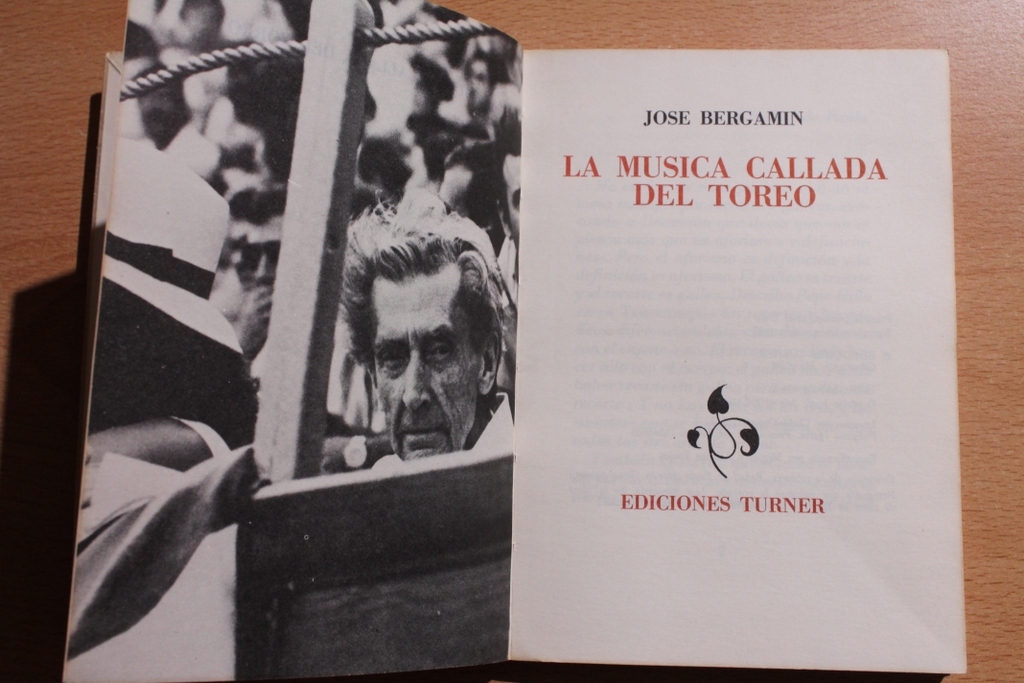 JOSE BERGAMIN
LA MUSICA CALLADA
DEL TOREO
EDICIONES TURNER